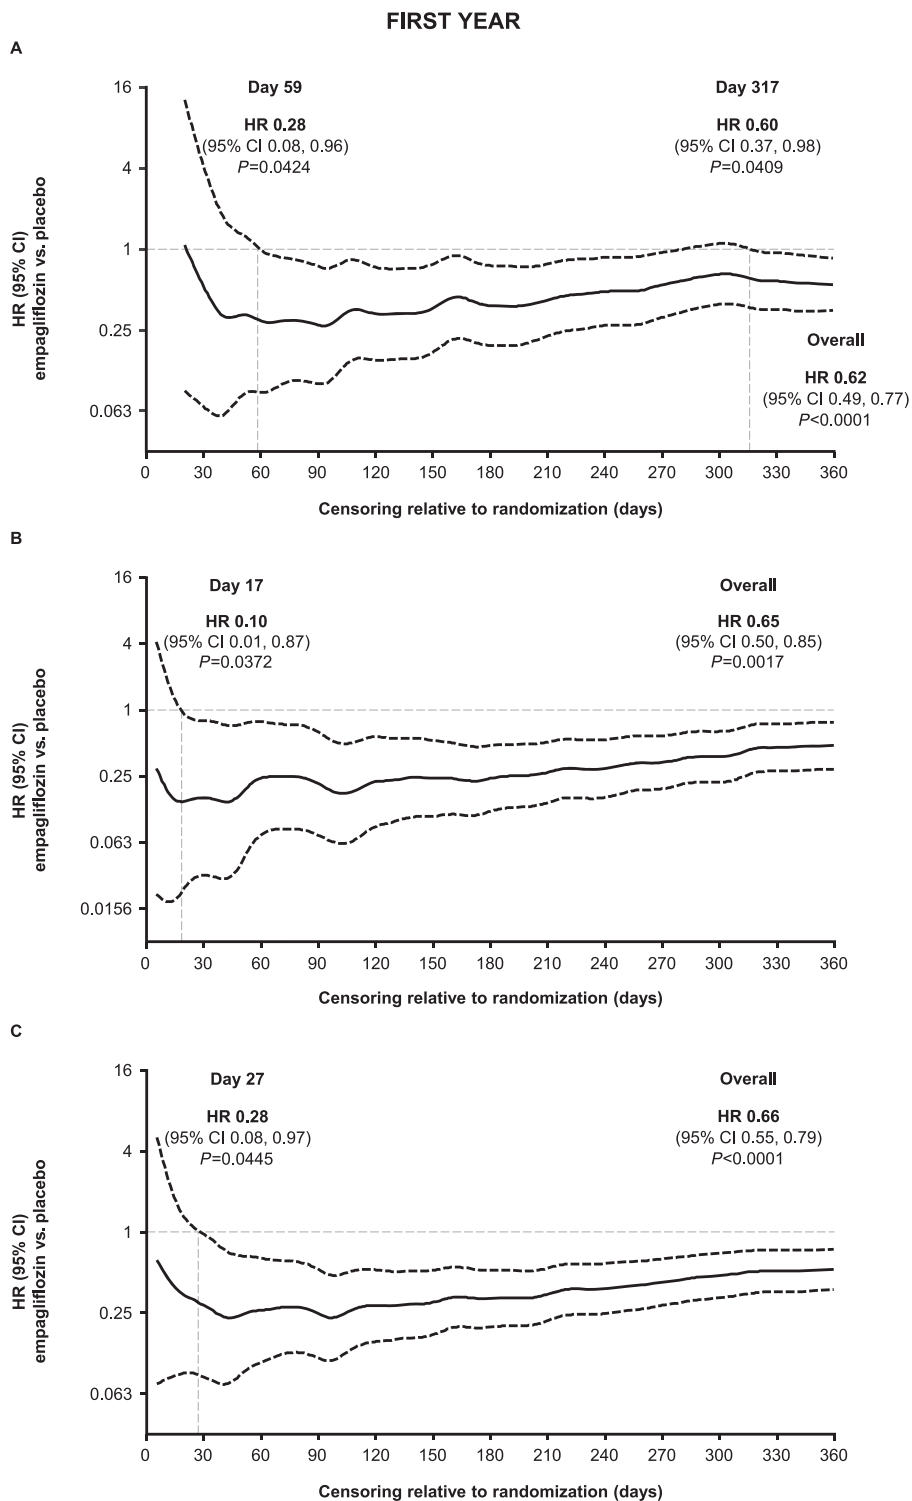 FIRST YEAR
A
Day 59
Day 317
HR 0.28
(95% CI 0.08, 0.96)
P=0.0424
HR 0.60
(95% CI 0.37, 0.98)
P=0.0409
Overall
HR 0.62
(95% CI 0.49, 0.77)
P<0.0001
HR (95% CI)
empagliflozin vs. placebo
16
4
1
0.25
0.063
0 30 60 90 120 150 180 210 240 270 300 330 360
Censoring relative to randomization (days)
B
Day 17
Overall
HR 0.10
(95% CI 0.01, 0.87)
P=0.0372
HR 0.65
(95% CI 0.50, 0.85)
P=0.0017
HR (95% CI)
empagliflozin vs. placebo
16
4
1
0.25
0.063
0.0156
0 30 60 90 120 150 180 210 240 270 300 330 360
Censoring relative to randomization (days)
C
Day 27
Overall
HR 0.28
(95% CI 0.08, 0.97)
P=0.0445
HR 0.66
(95% CI 0.55, 0.79)
P<0.0001
HR (95% CI)
empagliflozin vs. placebo
16
4
1
0.25
0.063
0 30 60 90 120 150 180 210 240 270 300 330 360
Censoring relative to randomization (days)